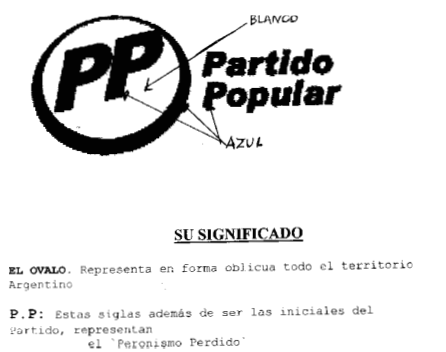 BLANCO
PP Partido
Popular
AZUL
SU SIGNIFICADO
EL OVALO. Representa en forma oblicua todo el territorio
Argentino
P.P: Estas siglas además de ser las iniciales del
Partido, representan
el `Peronismo Perdido´